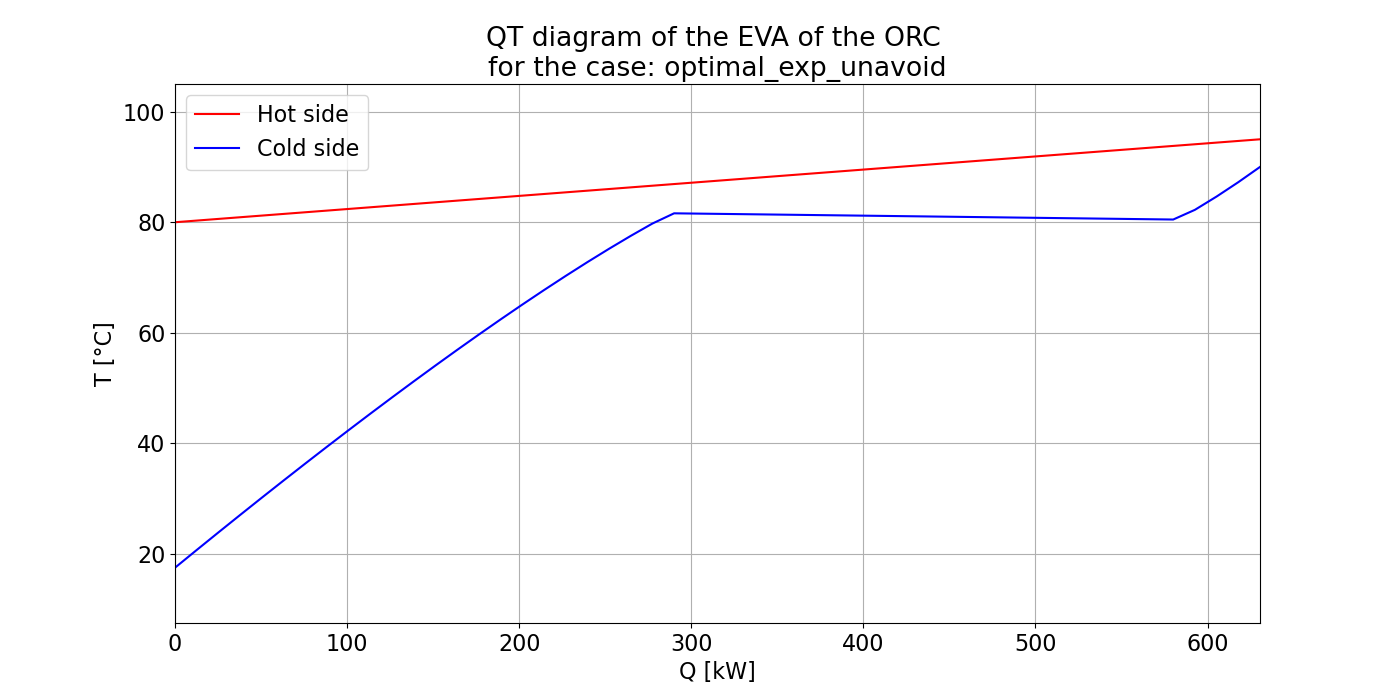 QT diagram of the EVA of the ORC
for the case: optimal_exp_unavoid
Hot side
Cold side
T [°C]
100
80
60
40
20
0 100 200 300 400 500 600
Q [kW]